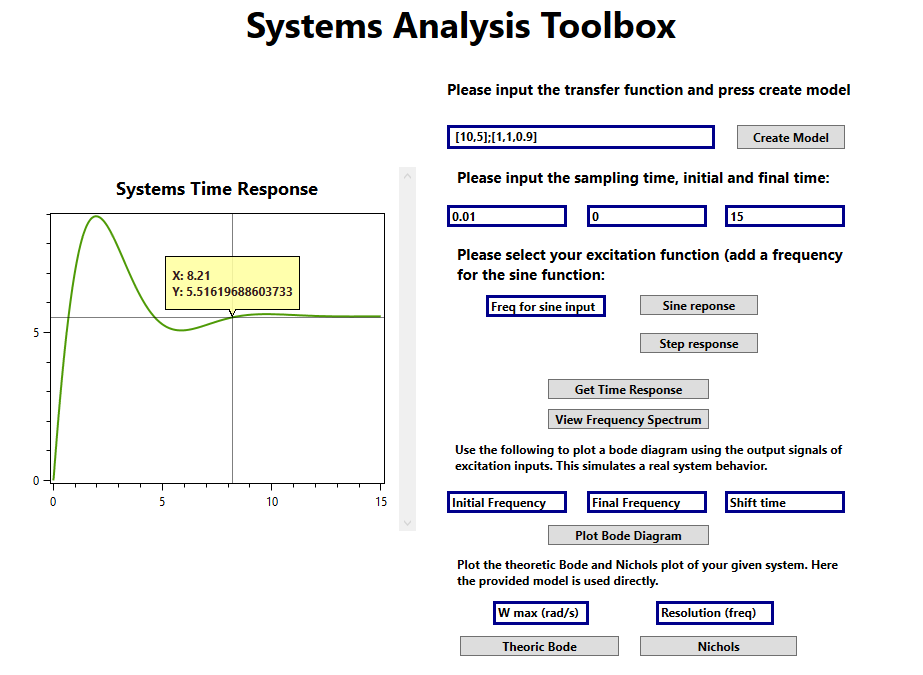 Systems Analysis Toolbox
Please input the transfer function and press create model
[10,5];[1,1,0.9]
Create Model
Please input the sampling time, initial and final time:
0.01
0
15
Please select your excitation function (add a frequency
for the sine function:
Freq for sine input
Sine reponse
Step response
Get Time Response
View Frequency Spectrum
Use the following to plot a bode diagram using the output signals of
excitation inputs. This simulates a real system behavior.
Initial Frequency
Final Frequency
Shift time
Plot Bode Diagram
Plot the theoretic Bode and Nichols plot of your given system. Here
the provided model is used directly.
W max (rad/s)
Resolution (freq)
Theoric Bode
Nichols
Systems Time Response
X: 8.21
Y: 5.51619688603733
5
0
0
5
10
15